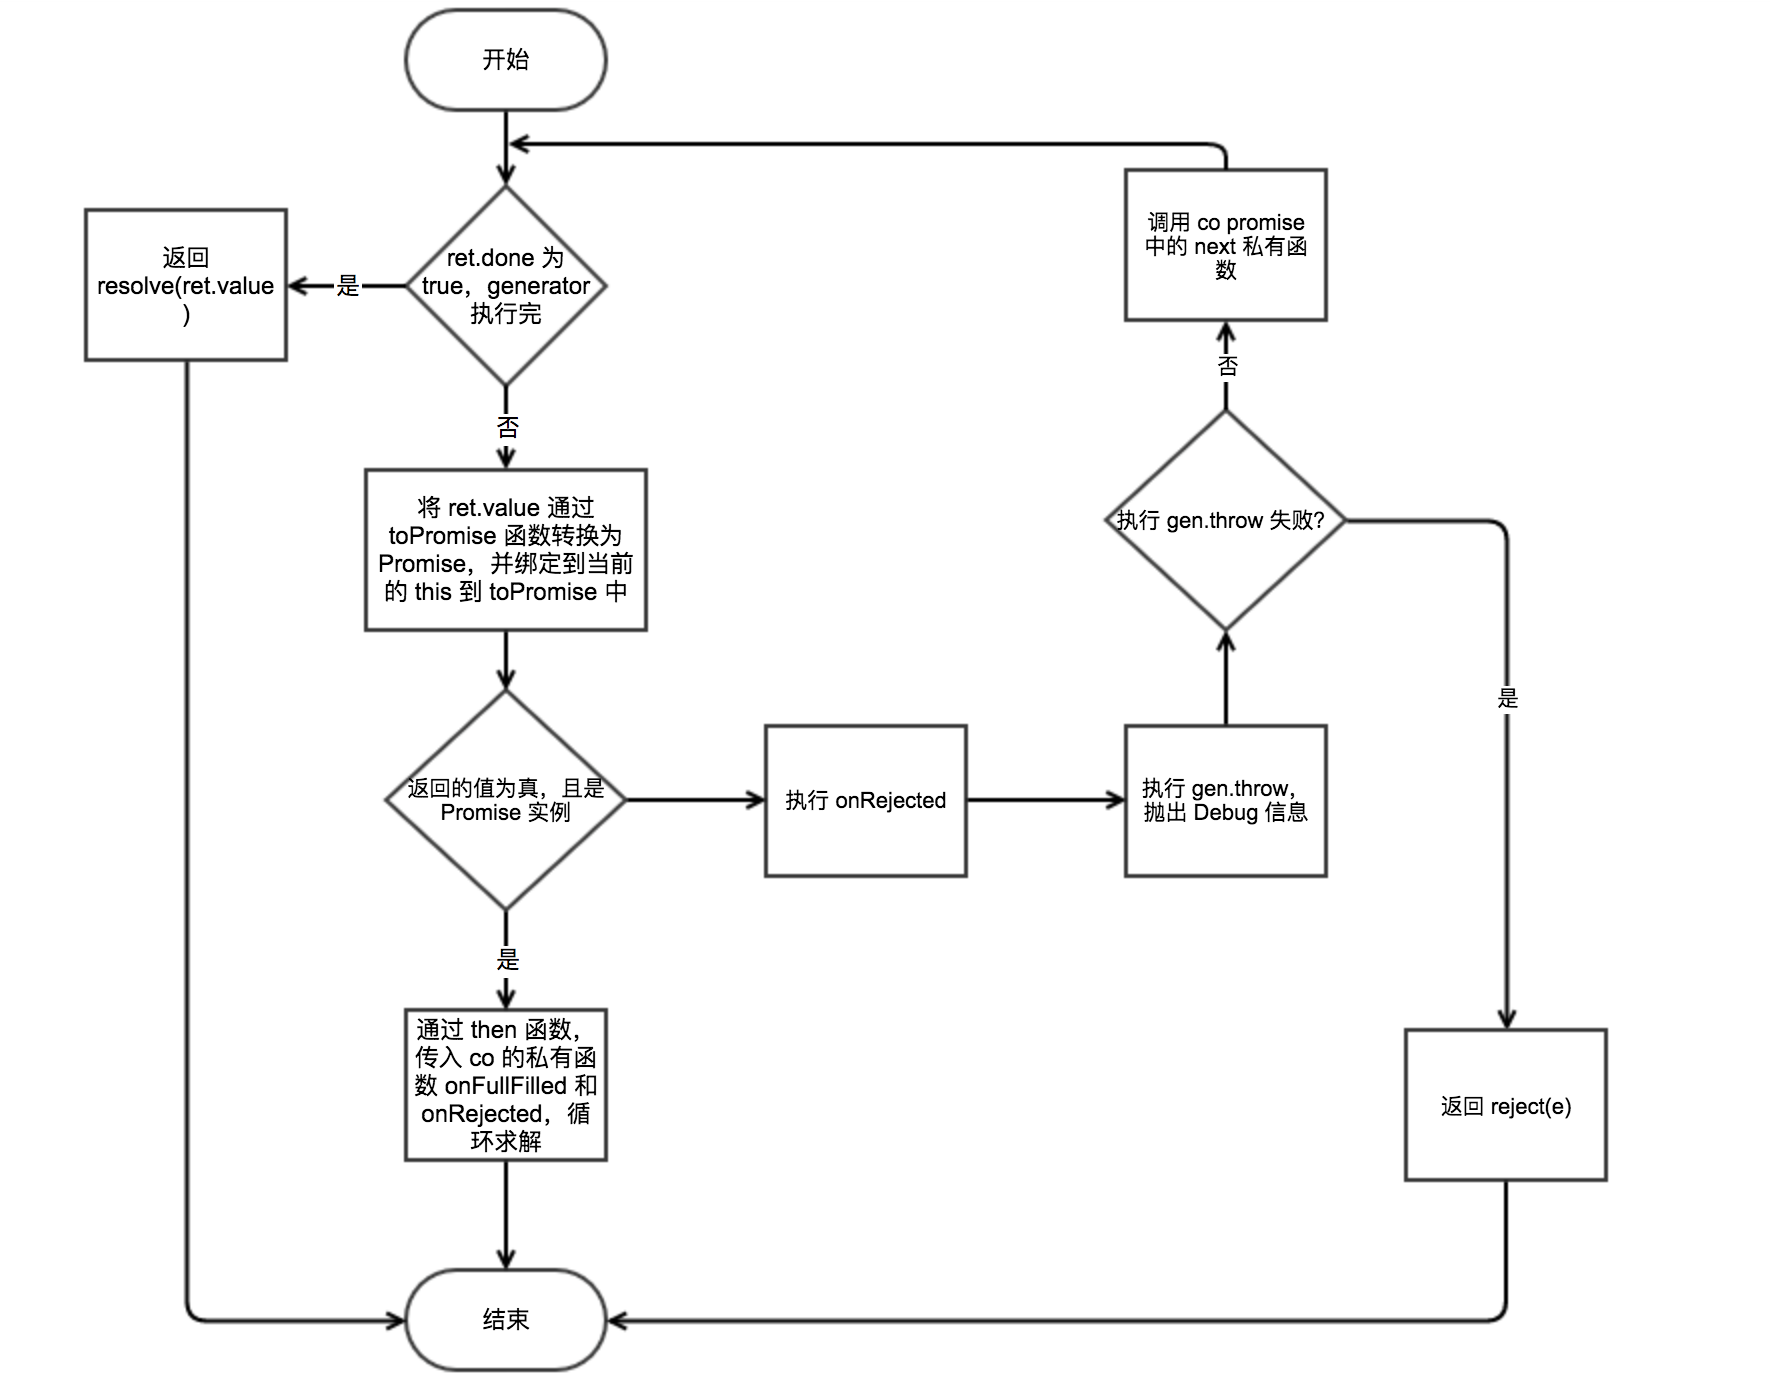 开始
ret.done 为
true，generator
执行完
是
返回
resolve(ret.value
)
否
将 ret.value 通过
toPromise 函数转换为
Promise，并绑定到当前
的 this 到 toPromise 中
返回的值为真，且是
Promise 实例
执行 onRejected
执行 gen.throw，
抛出 Debug 信息
执行 gen.throw 失败?
否
调用 co promise
中的 next 私有函
数
是
返回 reject(e)
是
通过 then 函数，
传入 co 的私有函
数 onFullFilled 和
onRejected，循
环求解
结束